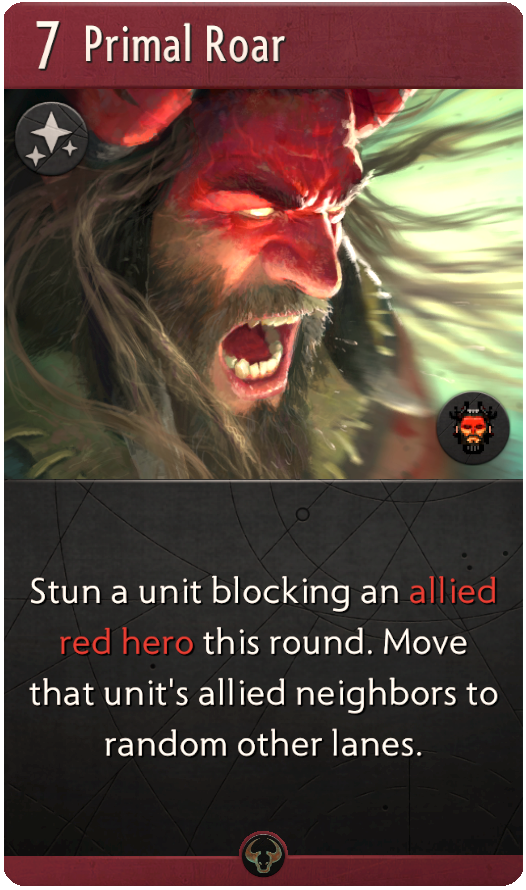 7 Primal Roar
Stun a unit blocking an allied
red hero this round. Move
that unit's allied neighbors to
random other lanes.